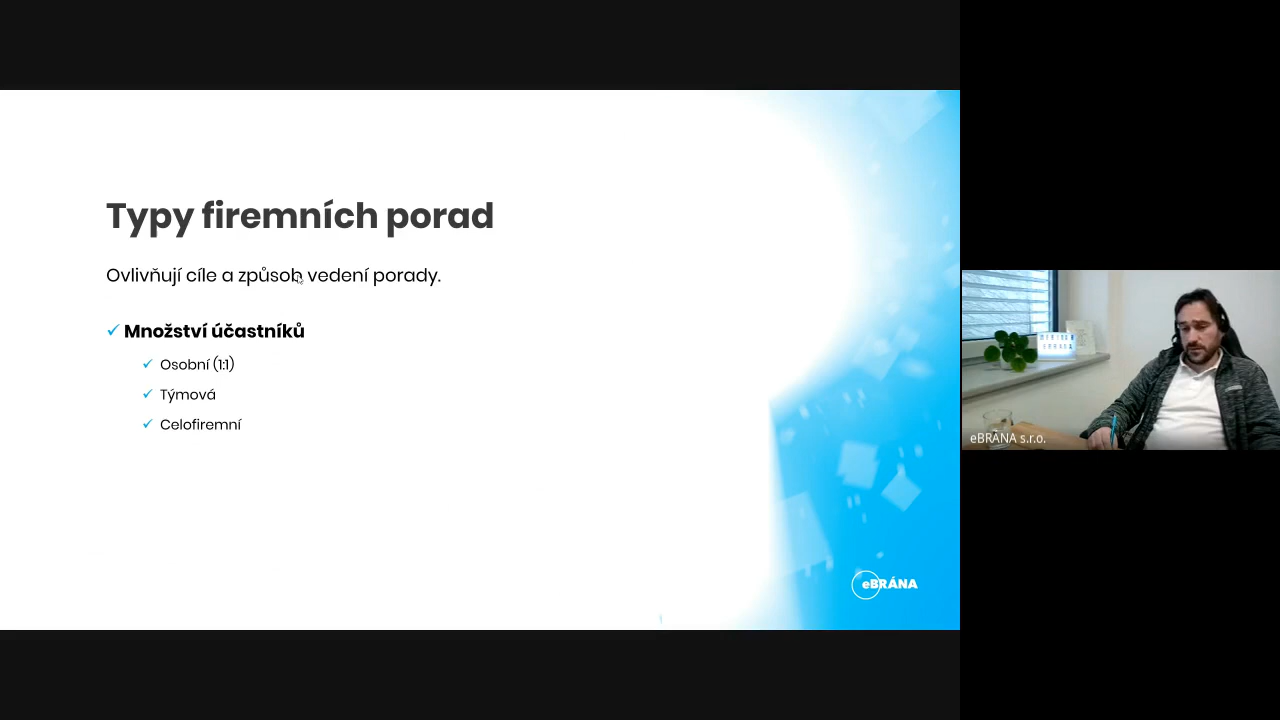 Typy firemních porad
Ovlivňují cíle a způsob vedení porady.
Množství účastníků
Osobní (1:1)
Týmová
Celofiremní
eBRÁNA
eBRÁNA s.r.o.